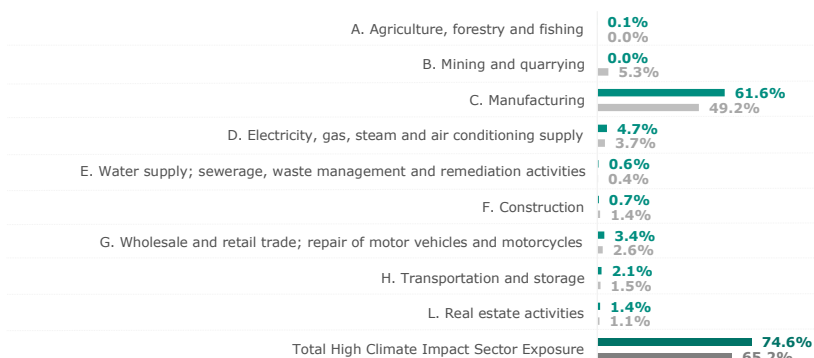 A. Agriculture, forestry and fishing 0.1%
0.0%
B. Mining and quarrying 0.0%
5.3%
C. Manufacturing 61.6%
49.2%
D. Electricity, gas, steam and air conditioning supply 4.7%
3.7%
E. Water supply; sewerage, waste management and remediation activities 0.6%
0.4%
F. Construction 0.7%
1.4%
G. Wholesale and retail trade; repair of motor vehicles and motorcycles 3.4%
2.6%
H. Transportation and storage 2.1%
1.5%
L. Real estate activities 1.4%
1.1%
Total High Climate Impact Sector Exposure 74.6%
65.2%